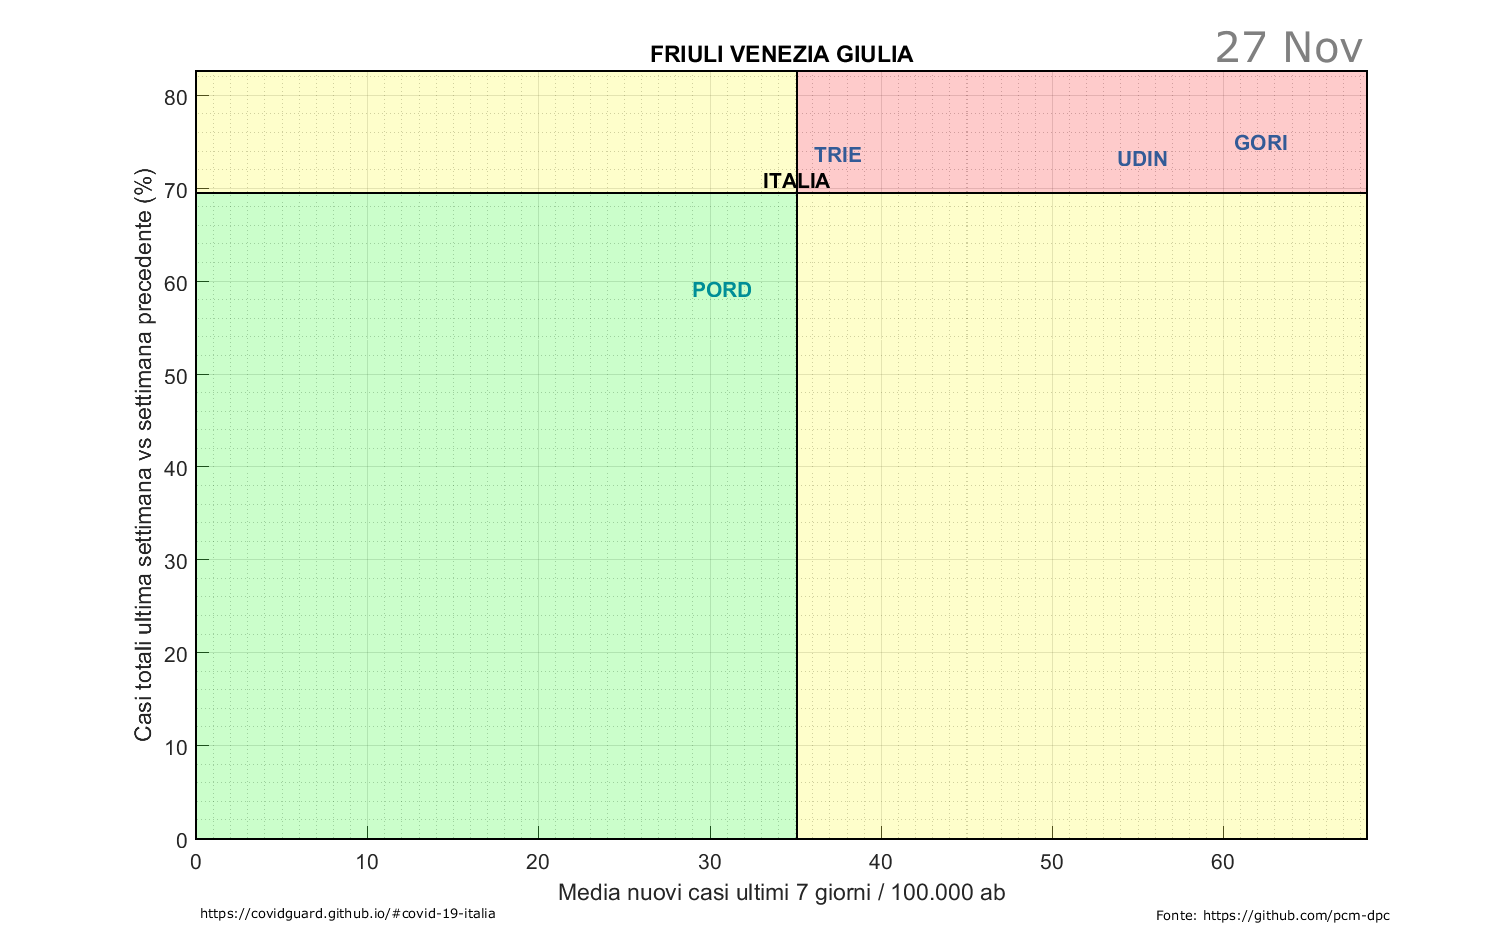 27 Nov
FRIULI VENEZIA GIULIA
80
70
60
50
40
30
20
10
0
Casi totali ultima settimana vs settimana precedente (%)
TRIE
UDIN
GORI
ITALIA
PORD
0 10 20 30 40 50 60
Media nuovi casi ultimi 7 giorni / 100.000 ab
https://covidguard.github.io/#covid-19-italia
Fonte: https://github.com/pcm-dpc